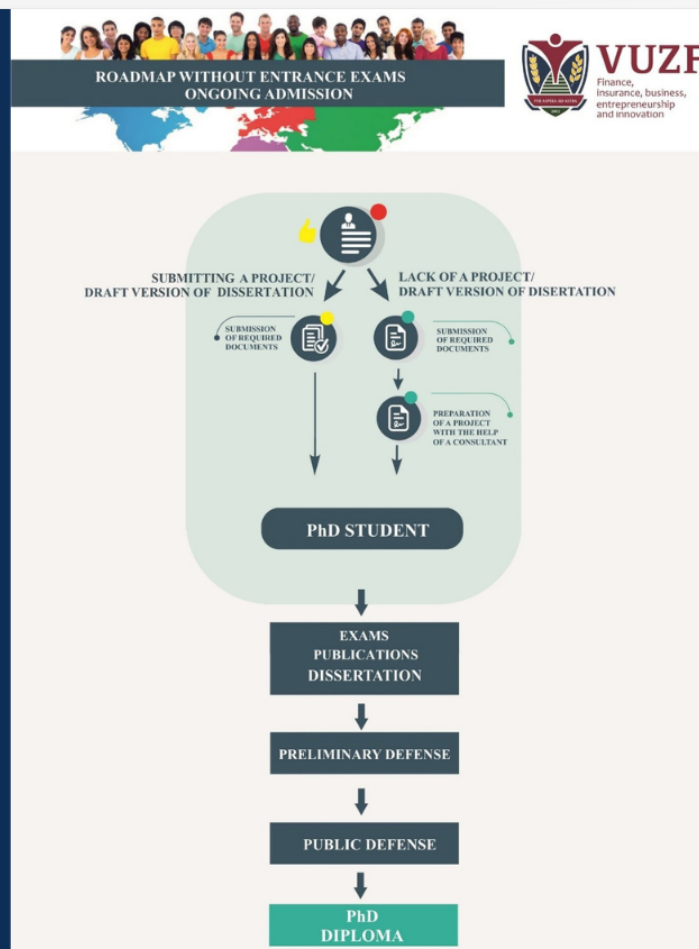 ROADMAP WITHOUT ENTRANCE EXAMS
ONGOING ADMISSION
VUZF
Finance,
insurance, business,
entrepreneurship
and innovation
SUBMITTING A PROJECT/
DRAFT VERSION OF DISSERTATION
LACK OF A PROJECT/
DRAFT VERSION OF DISERTATION
SUBMISSION
OF REQUIRED
DOCUMENTS
SUBMISSION
OF REQUIRED
DOCUMENTS
PREPARATION
OF A PROJECT
WITH THE HELP
OF A CONSULTANT
PhD STUDENT
EXAMS
PUBLICATIONS
DISSERTATION
PRELIMINARY DEFENSE
PUBLIC DEFENSE
PhD
DIPLOMA